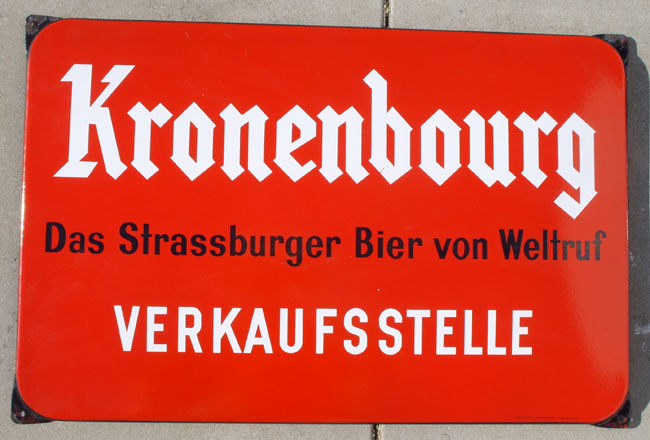 Kronenbourg
Das Strassburger Bier von Weltruf
VERKAUFSSTELLE